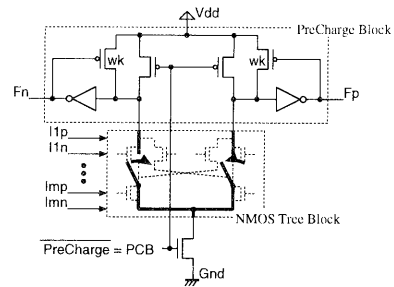 Vdd
PreCharge Block
wk
wk
Fn
Fp
I1p
I1n
Imp
Imn
NMOS Tree Block
PreCharge = PCB
Gnd